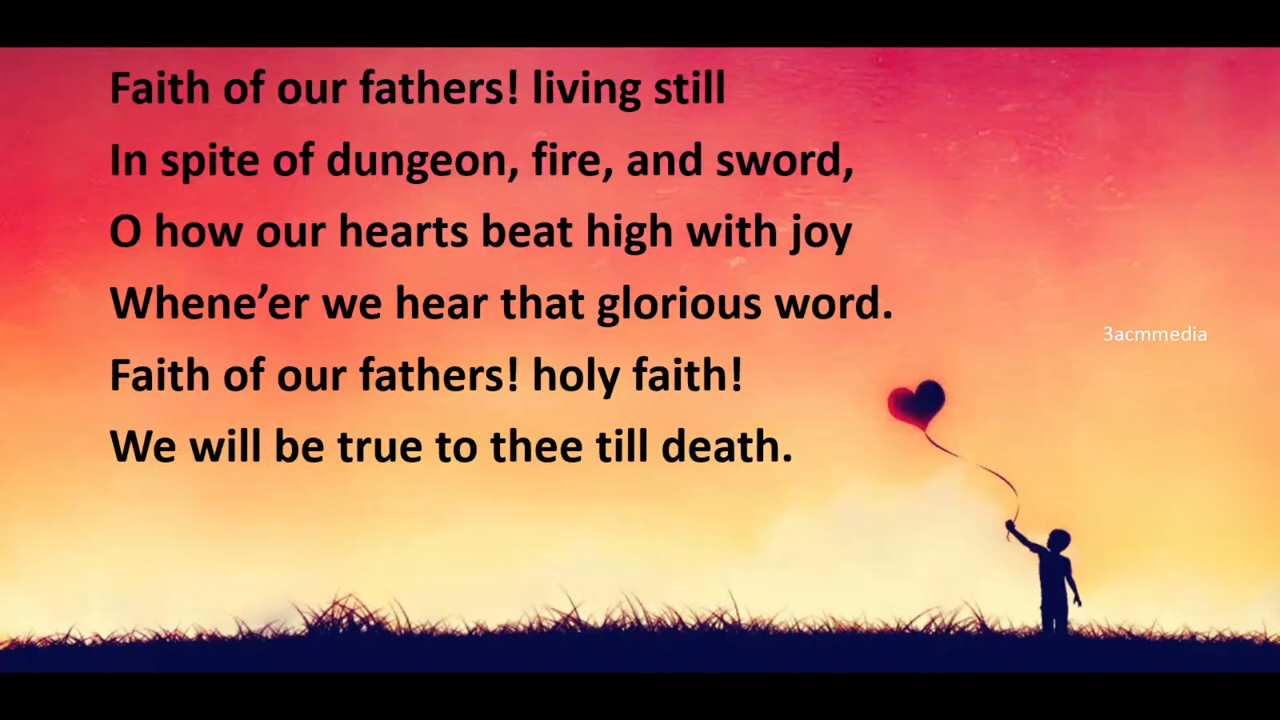 Faith of our fathers! living still
In spite of dungeon, fire, and sword,
O how our hearts beat high with joy
Whene’er we hear that glorious word.
3acmmedia
Faith of our fathers! holy faith!
We will be true to thee till death.